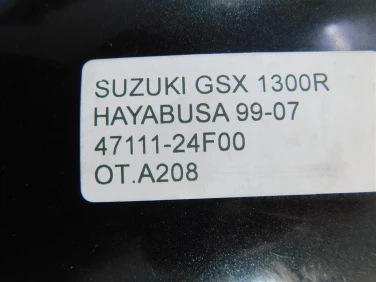 SUZUKI GSX 1300R
HAYABUSA 99-07
47111-24F00
OT.A208